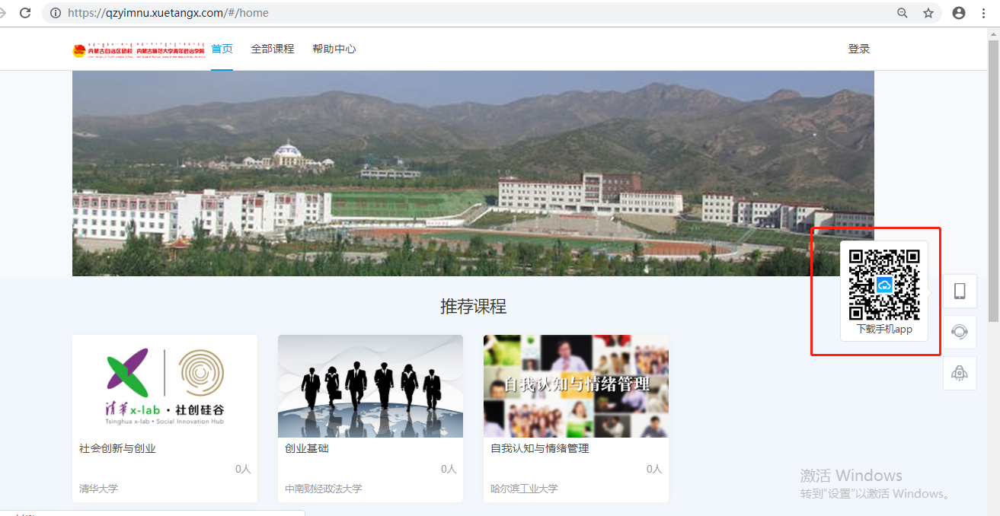 https://qzyimnu.xuetangx.com/#/home
内蒙古自治区团校 内蒙古师范大学青年政治学院
首页 全部课程 帮助中心 登录
下载手机app
推荐课程
清华x-lab·社创硅谷
Tsinghua x-lab • Social Innovation Hub
自我认知与情绪管理
社会创新与创业 创业基础 自我认知与情绪管理
0人 0人 0人
清华大学 中南财经政法大学 哈尔滨工业大学
激活 Windows
转到"设置"以激活 Windows。